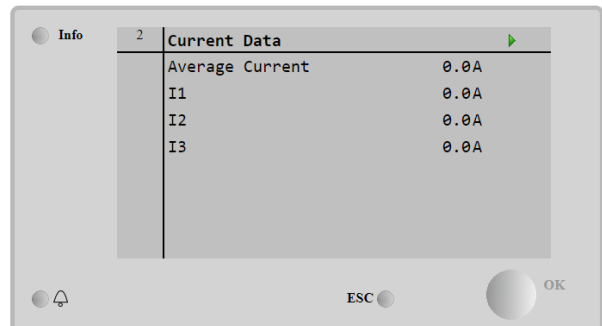 Info
2 Current Data
Average Current 0.0A
I1 0.0A
I2 0.0A
I3 0.0A
ESC
OK